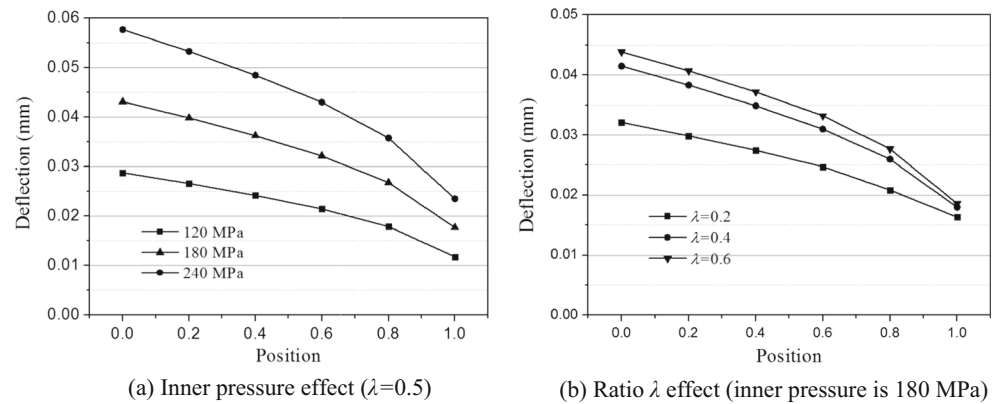 0.06
0.05
0.04
0.03
0.02
0.01
0.00
Deflection (mm)
120 MPa
180 MPa
240 MPa
0.0 0.2 0.4 0.6 0.8 1.0
Position
(a) Inner pressure effect (λ=0.5)
0.05
0.04
0.03
0.02
0.01
0.00
Deflection (mm)
λ=0.2
λ=0.4
λ=0.6
0.0 0.2 0.4 0.6 0.8 1.0
Position
(b) Ratio λ effect (inner pressure is 180 MPa)